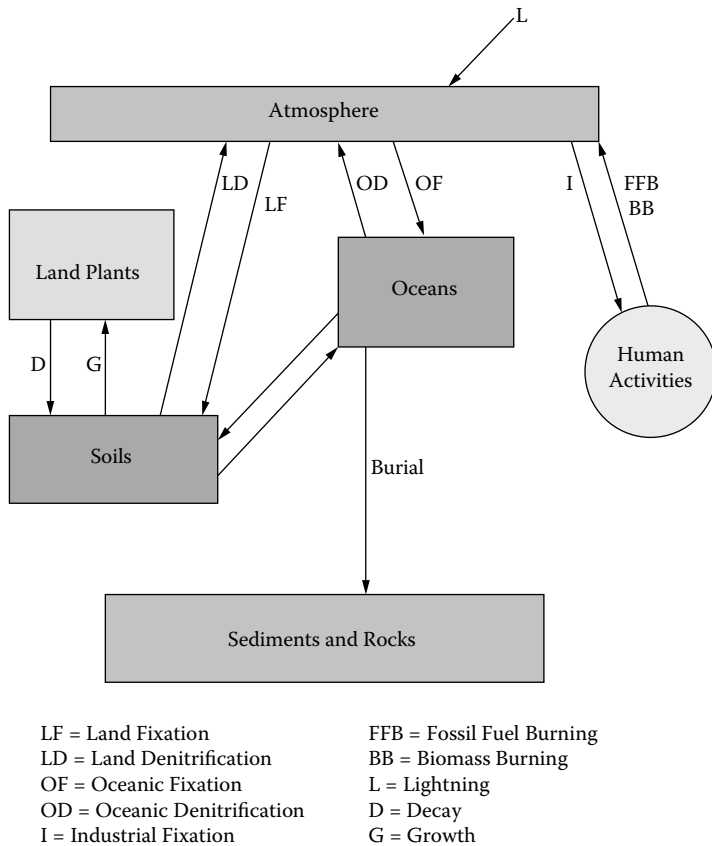 L
Atmosphere
LD
LF
OD
OF
I
FFB
BB
Land Plants
Oceans
D
G
Human
Activities
Soils
Burial
Sediments and Rocks
LF = Land Fixation
LD = Land Denitrification
OF = Oceanic Fixation
OD = Oceanic Denitrification
I = Industrial Fixation
FFB = Fossil Fuel Burning
BB = Biomass Burning
L = Lightning
D = Decay
G = Growth